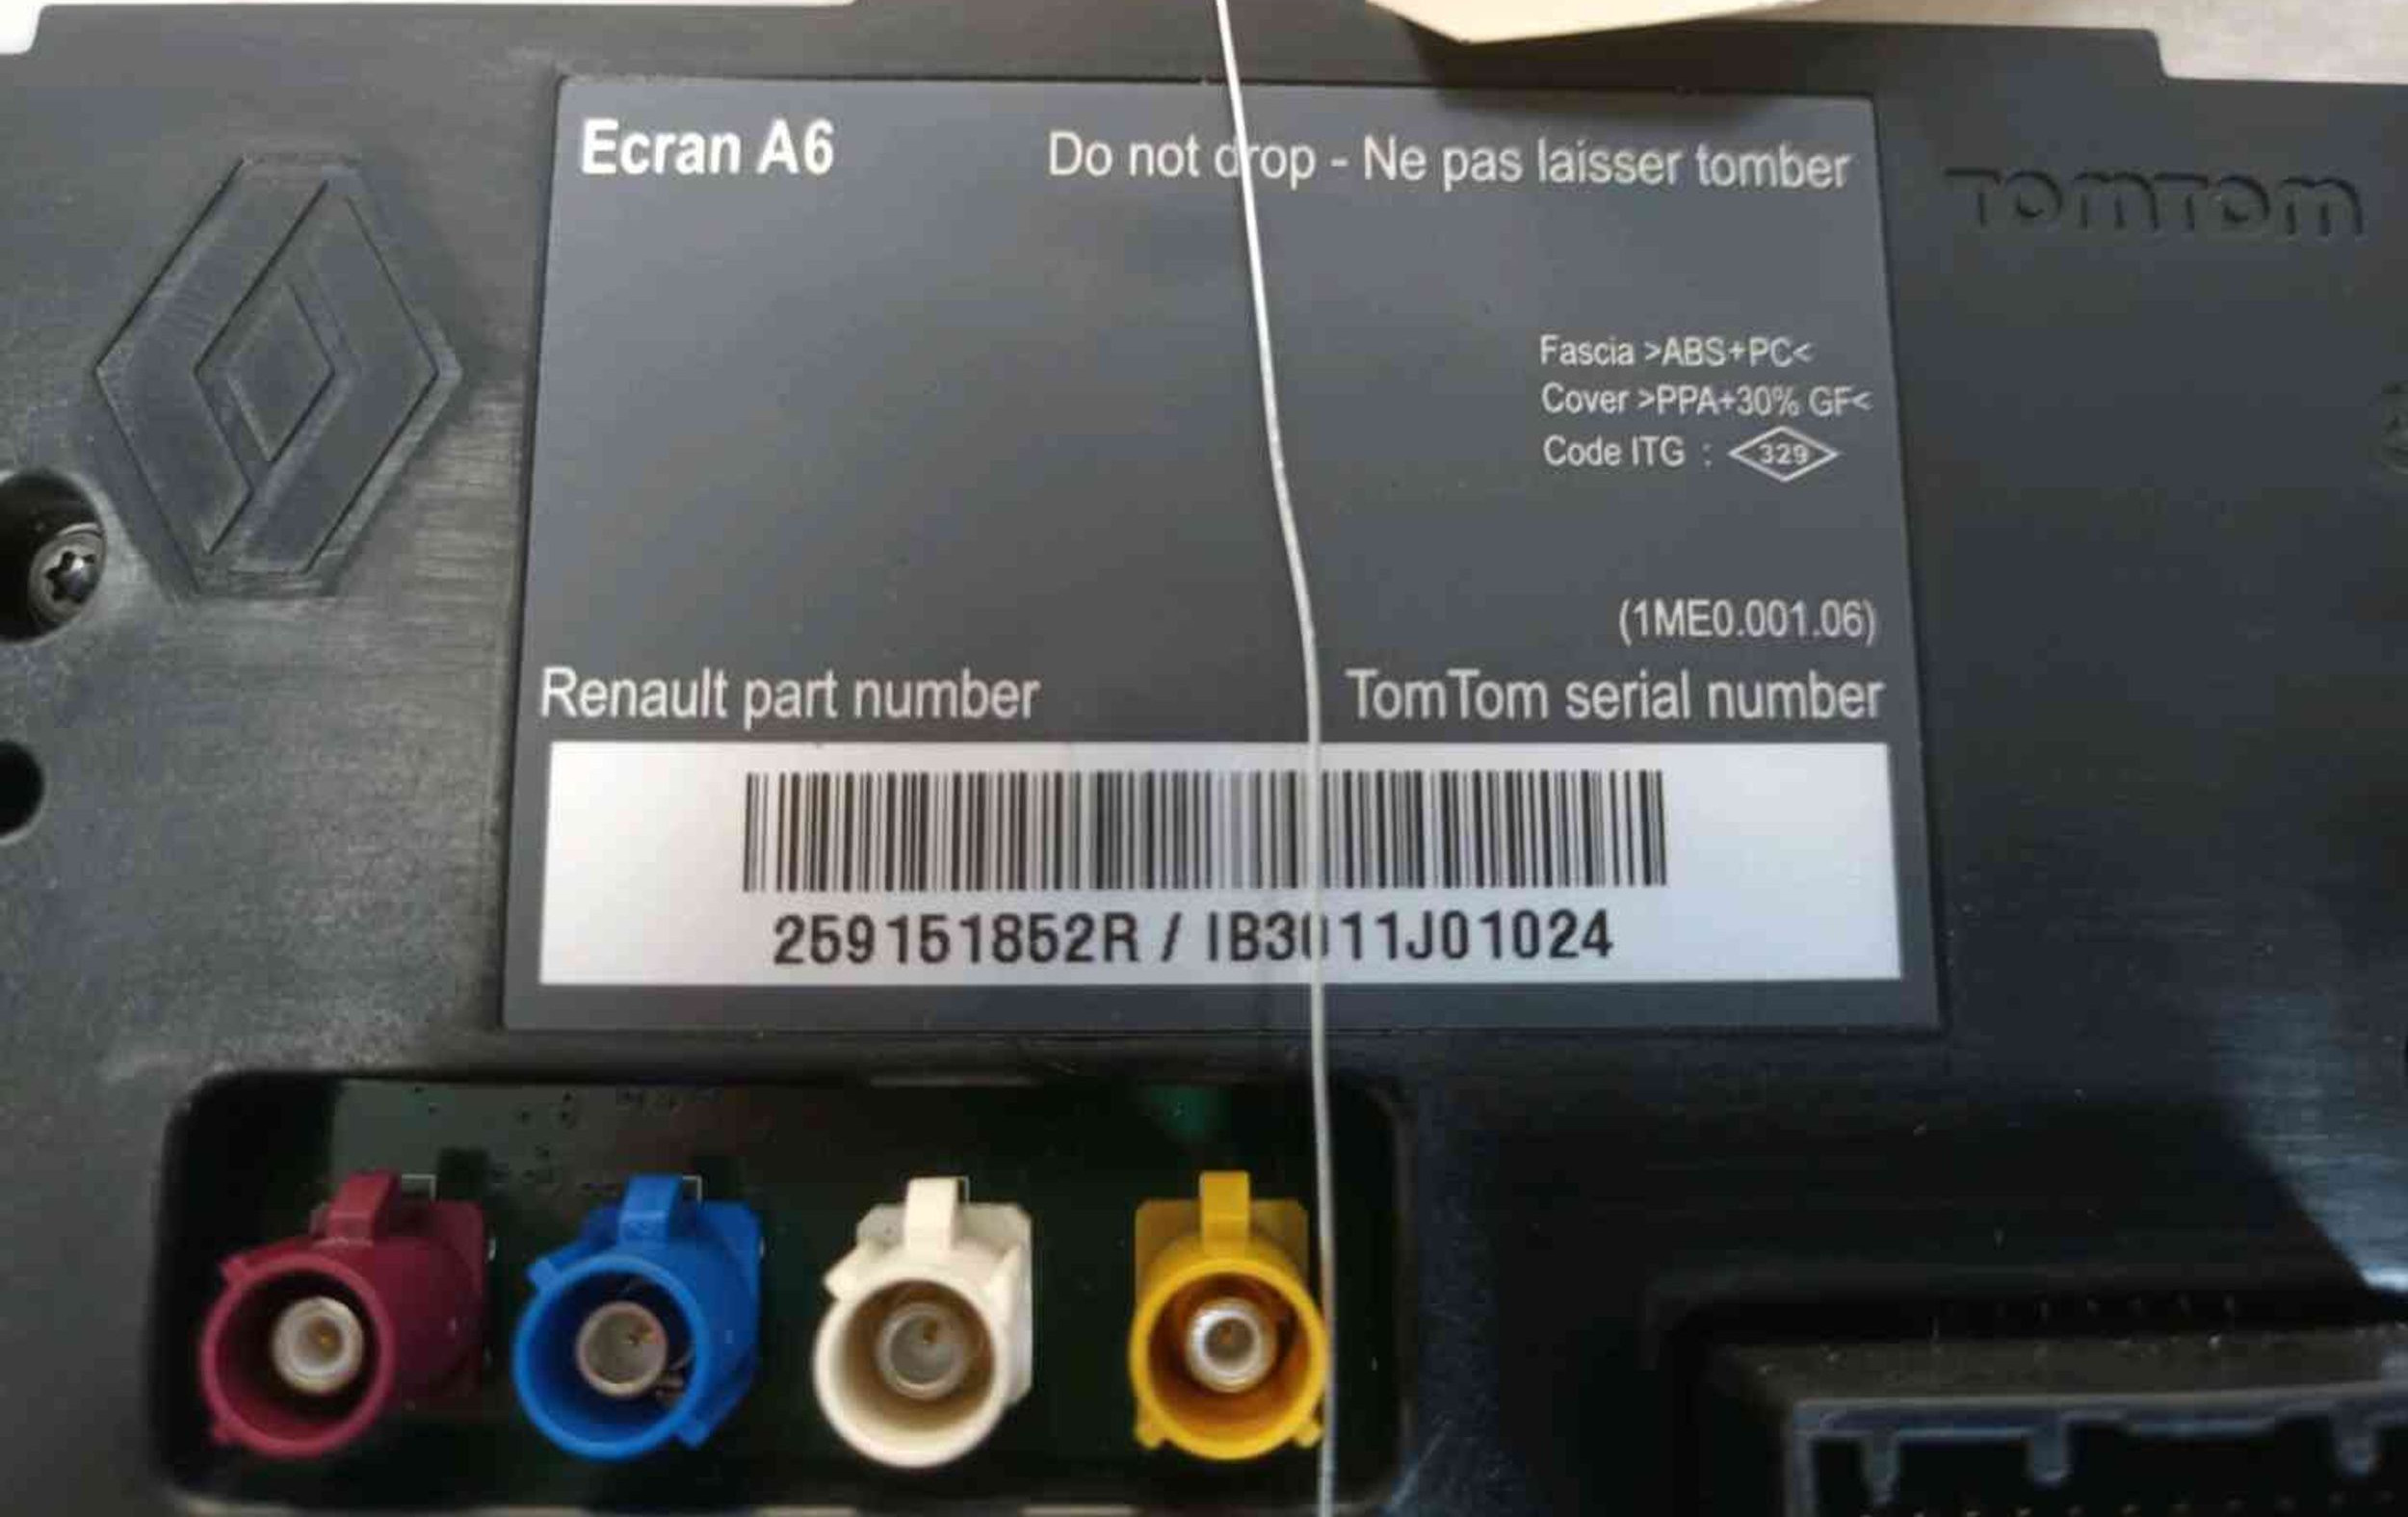 Ecran A6
Do not drop - Ne pas laisser tomber
TOMTOM
Fascia >ABS+PC<
Cover >PPA+30% GF<
Code ITG : 329
(1ME0.001.06)
Renault part number
TomTom serial number
259151852R / IB3011J01024